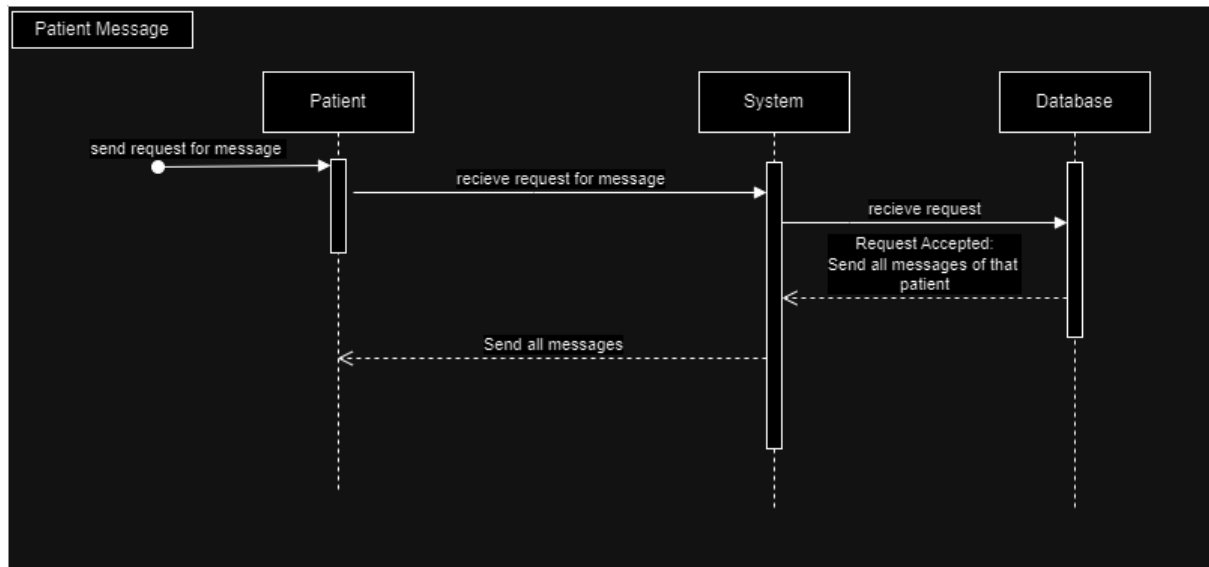 Patient Message
Patient
System
Database
send request for message
recieve request for message
recieve request
Request Accepted:
Send all messages of that
patient
Send all messages